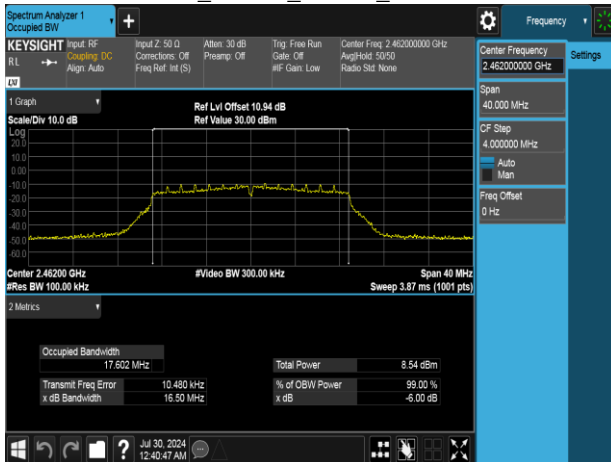 Spectrum Analyzer 1
Occupied BW
Frequency
KEYSIGHT
RL
LXI
Input: RF
Coupling: DC
Align: Auto
Input Z: 50 Ω
Corrections: Off
Freq Ref: Int (S)
Atten: 30 dB
Preamp: Off
Trig: Free Run
Gate: Off
#IF Gain: Low
Center Freq: 2.462000000 GHz
Avg|Hold: 50/50
Radio Std: None
Center Frequency
2.462000000 GHz
Settings
Span
40.000 MHz
CF Step
4.000000 MHz
Auto
Man
Freq Offset
0 Hz
1 Graph
Scale/Div 10.0 dB
Ref Lvl Offset 10.94 dB
Ref Value 30.00 dBm
Log
20.0
10.0
0.00
-10.0
-20.0
-30.0
-40.0
-50.0
-60.0
Center 2.46200 GHz
#Res BW 100.00 kHz
#Video BW 300.00 kHz
Span 40 MHz
Sweep 3.87 ms (1001 pts)
2 Metrics
Occupied Bandwidth
17.602 MHz
Total Power 8.54 dBm
Transmit Freq Error 10.480 kHz
% of OBW Power 99.00 %
x dB Bandwidth 16.50 MHz
x dB -6.00 dB
?
Jul 30, 2024
12:40:47 AM